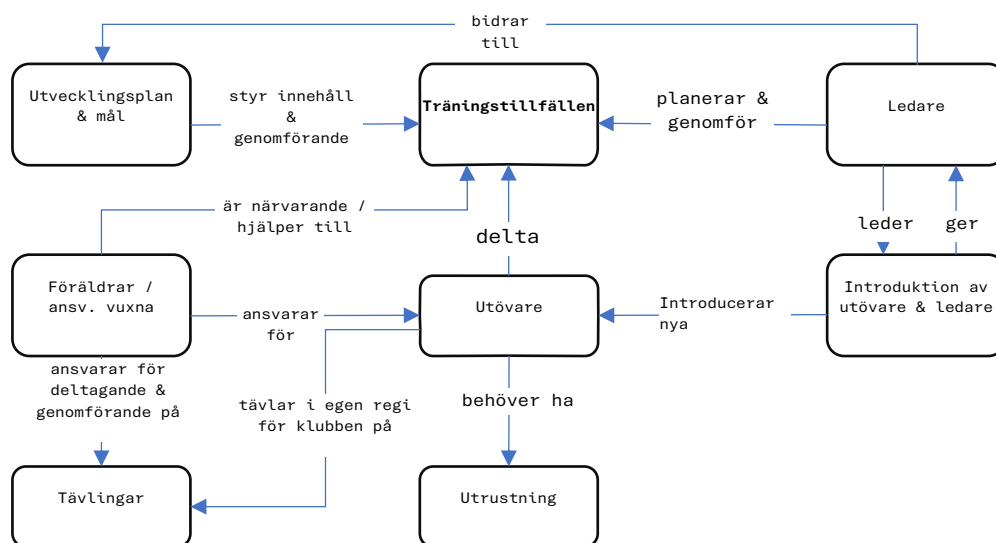 bidrar
till
Utvecklingsplan
& mål
styr innehåll
&
genomförande
Träningstillfällen
planerar &
genomför
Ledare
är närvarande /
hjälper till
delta
leder
ger
Föräldrar /
ansv. vuxna
ansvarar
för
Utövare
Introducerar
nya
Introduktion av
utövare & ledare
ansvarar för
deltagande &
genomförande på
tävlar i egen regi
för klubben på
behöver ha
Tävlingar
Utrustning